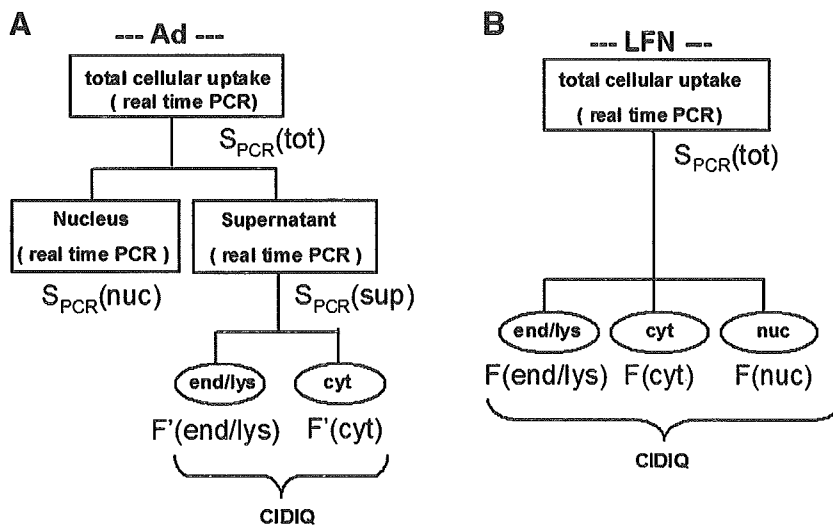 A
--- Ad ---
total cellular uptake
( real time PCR)
SPCR(tot)
Nucleus
( real time PCR )
Supernatant
( real time PCR )
SPCR(nuc)
SPCR(sup)
end/lys
cyt
F'(end/lys)
F'(cyt)
CIDIQ
B
--- LFN ---
total cellular uptake
( real time PCR)
SPCR(tot)
end/lys
cyt
nuc
F(end/lys)
F(cyt)
F(nuc)
CIDIQ